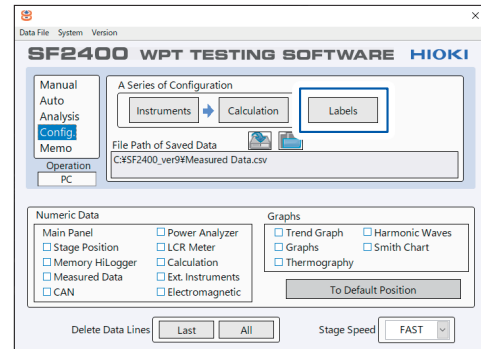 Data File System Version
SF2400 WPT TESTING SOFTWARE HIOKI
Manual
Auto
Analysis
Config.
Memo
Operation
PC
A Series of Configuration
Instruments Calculation Labels
File Path of Saved Data
C:¥SF2400_ver9¥Measured Data.csv
Numeric Data
Main Panel
Stage Position
Memory HiLogger
Measured Data
CAN
Power Analyzer
LCR Meter
Calculation
Ext. Instruments
Electromagnetic
Graphs
Trend Graph Harmonic Waves
Graphs Smith Chart
Thermography
To Default Position
Delete Data Lines Last All
Stage Speed FAST